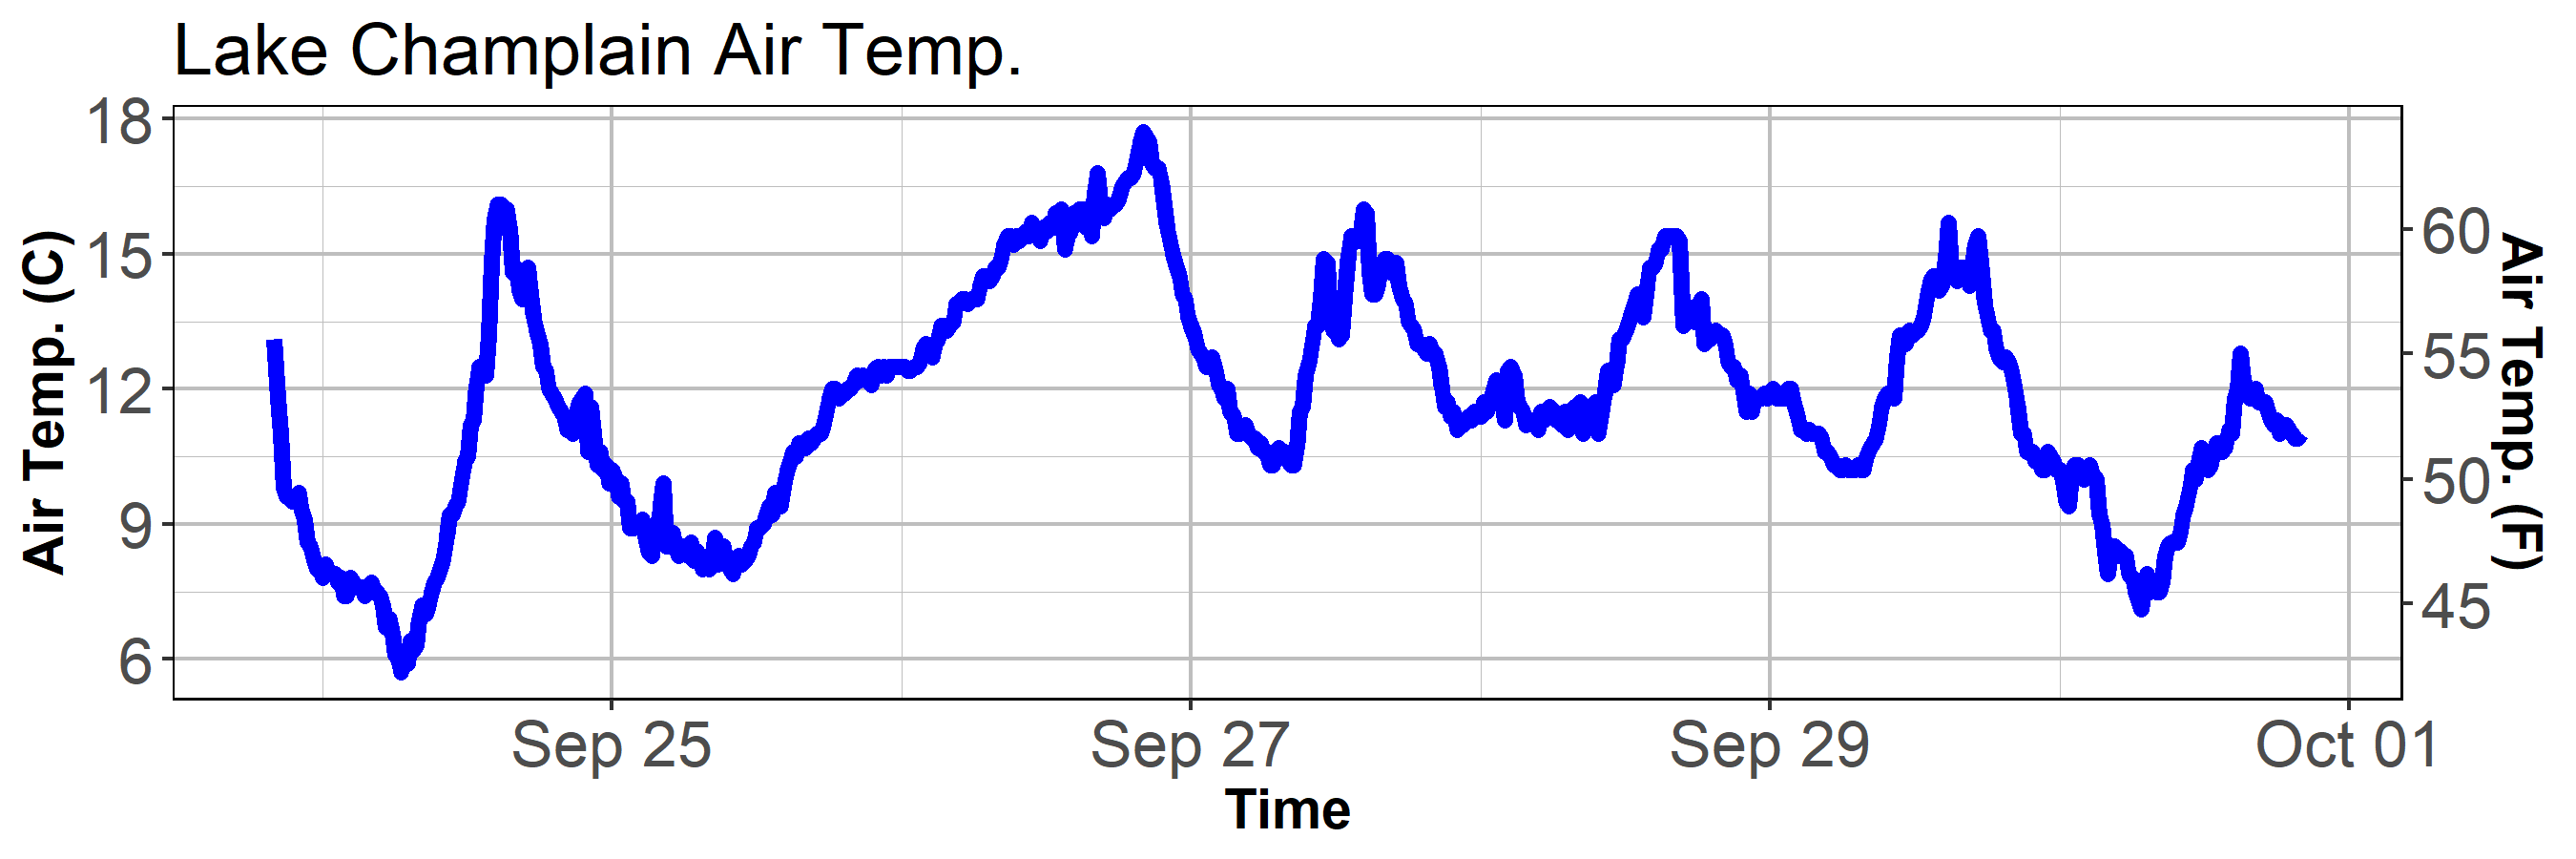 Lake Champlain Air Temp.
18
15
12
9
6
Air Temp. (C)
60
55
50
45
Air Temp. (F)
Sep 25 Sep 27 Sep 29 Oct 01
Time